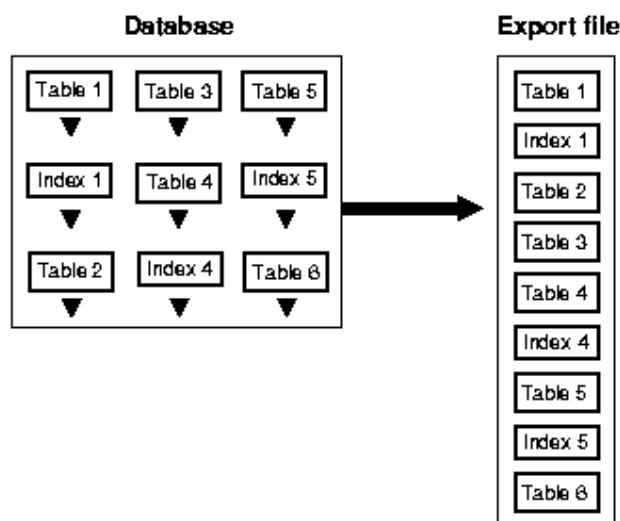 Database
Export file
Table 1
Table 3
Table 5
Index 1
Table 4
Index 5
Table 2
Index 4
Table 6
Table 1
Index 1
Table 2
Table 3
Table 4
Index 4
Table 5
Index 5
Table 6